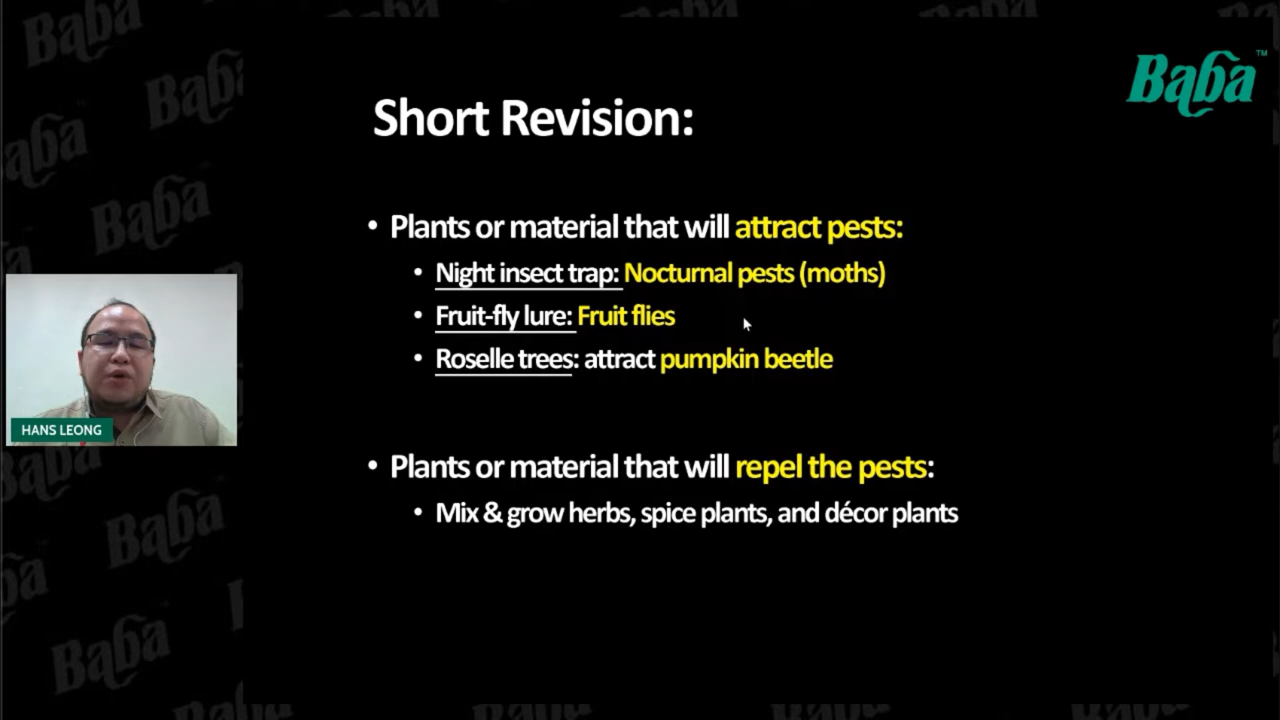 Baba™
Short Revision:
• Plants or material that will attract pests:
• Night insect trap: Nocturnal pests (moths)
• Fruit-fly lure: Fruit flies
• Roselle trees: attract pumpkin beetle
HANS LEONG
• Plants or material that will repel the pests:
• Mix & grow herbs, spice plants, and décor plants